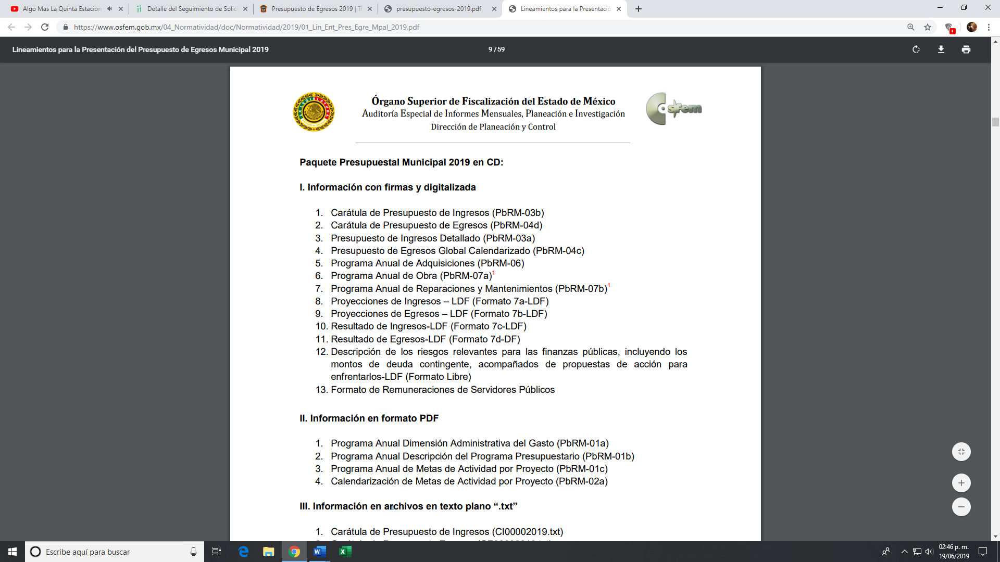 Algo Mas La Quinta Estacion
Detalle del Seguimiento de Solici
Presupuesto de Egresos 2019 | Tr
presupuesto-egresos-2019.pdf
Lineamientos para la Presentació
https://www.osfem.gob.mx/04_Normatividad/doc/Normatividad/2019/01_Lin_Ent_Pres_Egre_Mpal_2019.pdf
Lineamientos para la Presentación del Presupuesto de Egresos Municipal 2019
9 / 59
LX LEGISLATURA
Órgano Superior de Fiscalización del Estado de México
Auditoría Especial de Informes Mensuales, Planeación e Investigación
Dirección de Planeación y Control
osfem
Paquete Presupuestal Municipal 2019 en CD:
I. Información con firmas y digitalizada
1. Carátula de Presupuesto de Ingresos (PbRM-03b)
2. Carátula de Presupuesto de Egresos (PbRM-04d)
3. Presupuesto de Ingresos Detallado (PbRM-03a)
4. Presupuesto de Egresos Global Calendarizado (PbRM-04c)
5. Programa Anual de Adquisiciones (PbRM-06)
6. Programa Anual de Obra (PbRM-07a)1
7. Programa Anual de Reparaciones y Mantenimientos (PbRM-07b)1
8. Proyecciones de Ingresos – LDF (Formato 7a-LDF)
9. Proyecciones de Egresos – LDF (Formato 7b-LDF)
10. Resultado de Ingresos-LDF (Formato 7c-LDF)
11. Resultado de Egresos-LDF (Formato 7d-DF)
12. Descripción de los riesgos relevantes para las finanzas públicas, incluyendo los
montos de deuda contingente, acompañados de propuestas de acción para
enfrentarlos-LDF (Formato Libre)
13. Formato de Remuneraciones de Servidores Públicos
II. Información en formato PDF
1. Programa Anual Dimensión Administrativa del Gasto (PbRM-01a)
2. Programa Anual Descripción del Programa Presupuestario (PbRM-01b)
3. Programa Anual de Metas de Actividad por Proyecto (PbRM-01c)
4. Calendarización de Metas de Actividad por Proyecto (PbRM-02a)
III. Información en archivos en texto plano “.txt”
1. Carátula de Presupuesto de Ingresos (CI00002019.txt)
Escribe aquí para buscar
02:46 p. m.
19/06/2019